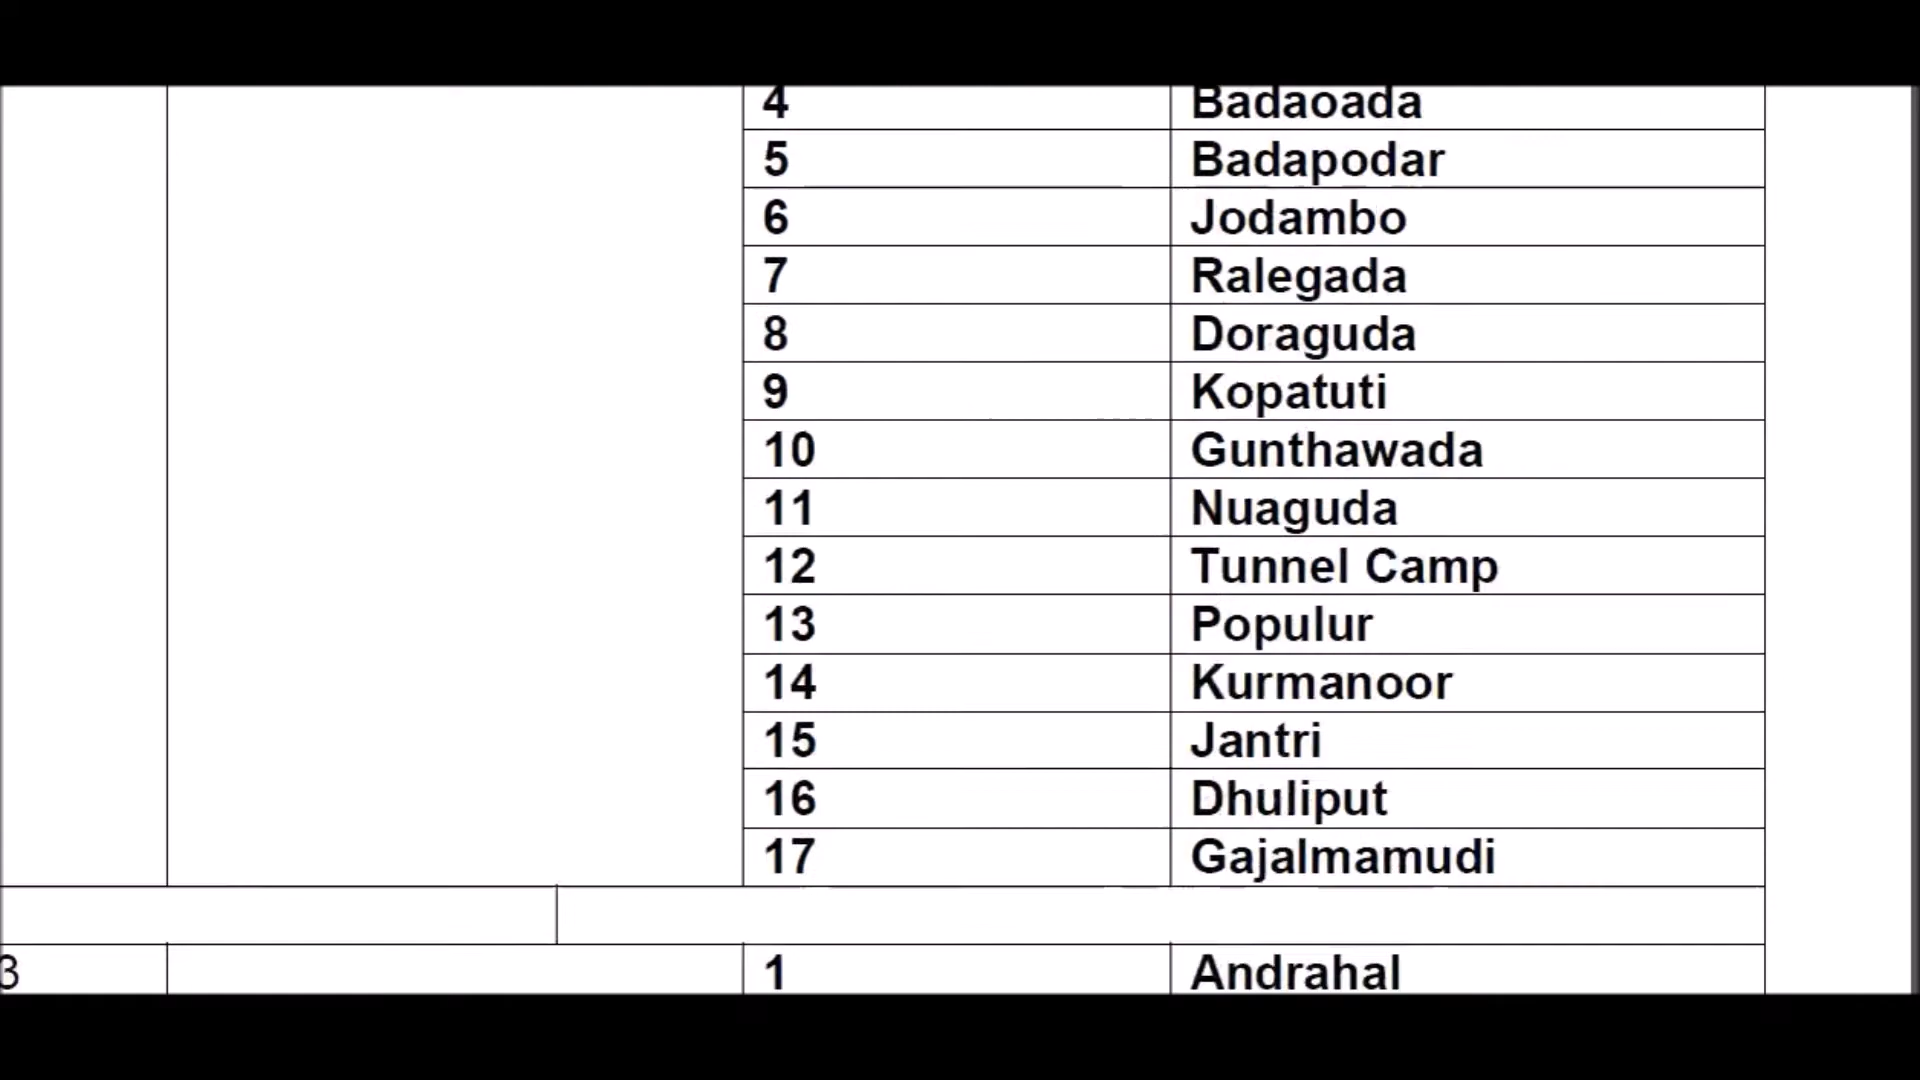 4 Badaoada
5 Badapodar
6 Jodambo
7 Ralegada
8 Doraguda
9 Kopatuti
10 Gunthawada
11 Nuaguda
12 Tunnel Camp
13 Populur
14 Kurmanoor
15 Jantri
16 Dhuliput
17 Gajalmamudi
3 1 Andrahal